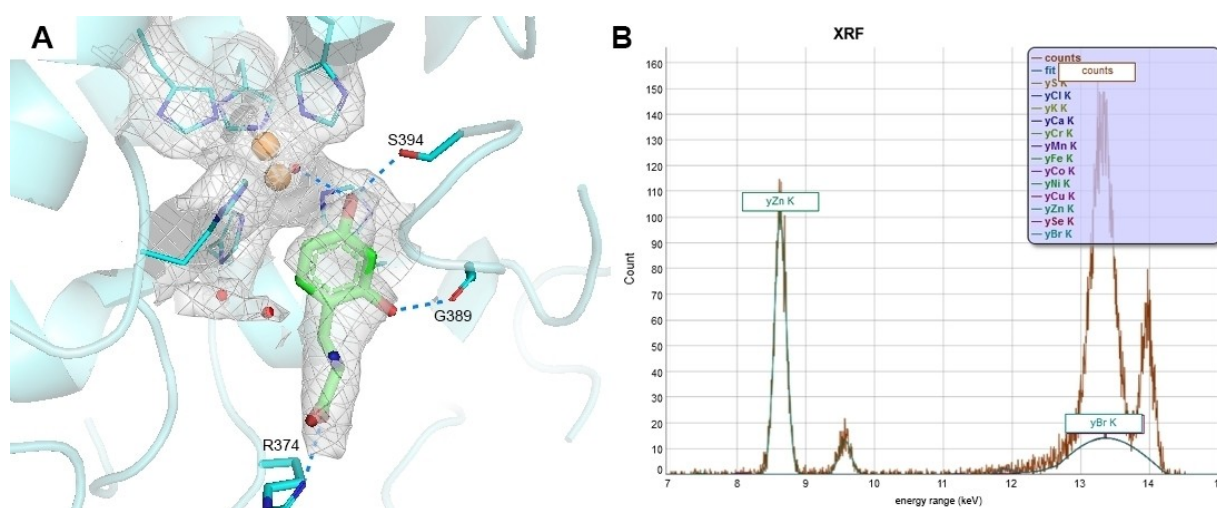 A
S394
G389
R374
B
XRF
160
150
140
130
120
110
100
90
80
70
60
50
40
30
20
10
0
Count
counts
fit
yS K
yCl K
yK K
yCa K
yCr K
yMn K
yFe K
yCo K
yNi K
yCu K
yZn K
ySe K
yBr K
counts
yZn K
yBr K
7
8
9
10
11
12
13
14
energy range (keV)